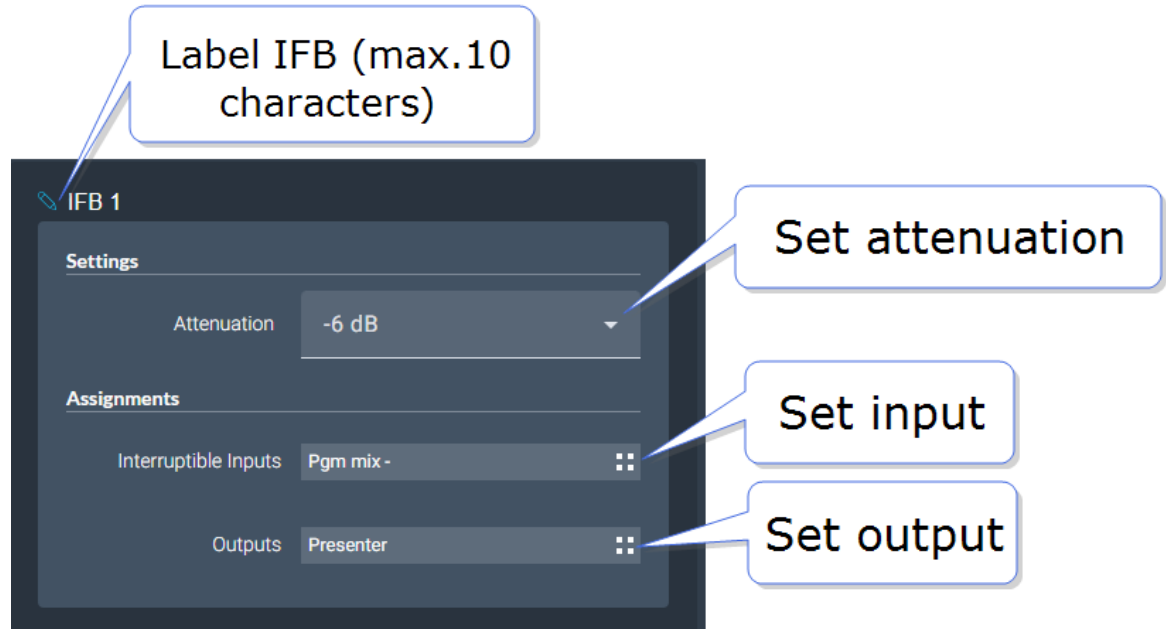 Label IFB (max.10
characters)
IFB 1
Settings
Set attenuation
Attenuation
-6 dB
Assignments
Set input
Interruptible Inputs
Pgm mix -
Outputs
Presenter
Set output